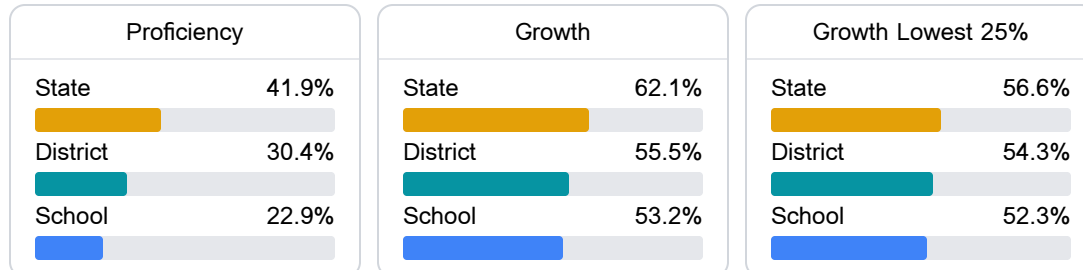 Proficiency
State 41.9%
District 30.4%
School 22.9%
Growth
State 62.1%
District 55.5%
School 53.2%
Growth Lowest 25%
State 56.6%
District 54.3%
School 52.3%